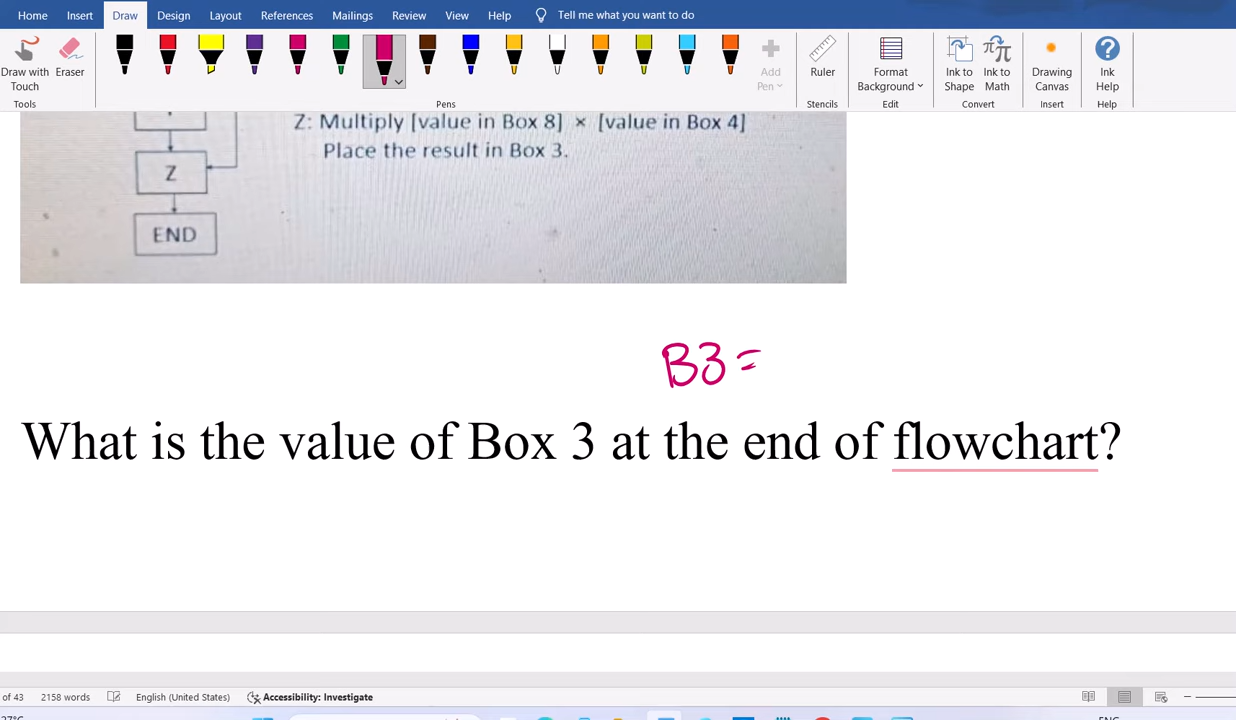 Home Insert Draw Design Layout References Mailings Review View Help Tell me what you want to do
Draw with Touch
Eraser
Add Pen
Ruler
Format Background
Ink to Shape
Ink to Math
Drawing Canvas
Ink Help
Tools Pens Stencils Edit Convert Insert Help
Z: Multiply [value in Box 8] × [value in Box 4]
Place the result in Box 3.
Z
END
B3=
What is the value of Box 3 at the end of flowchart?
of 43 2158 words English (United States) Accessibility: Investigate
ENG